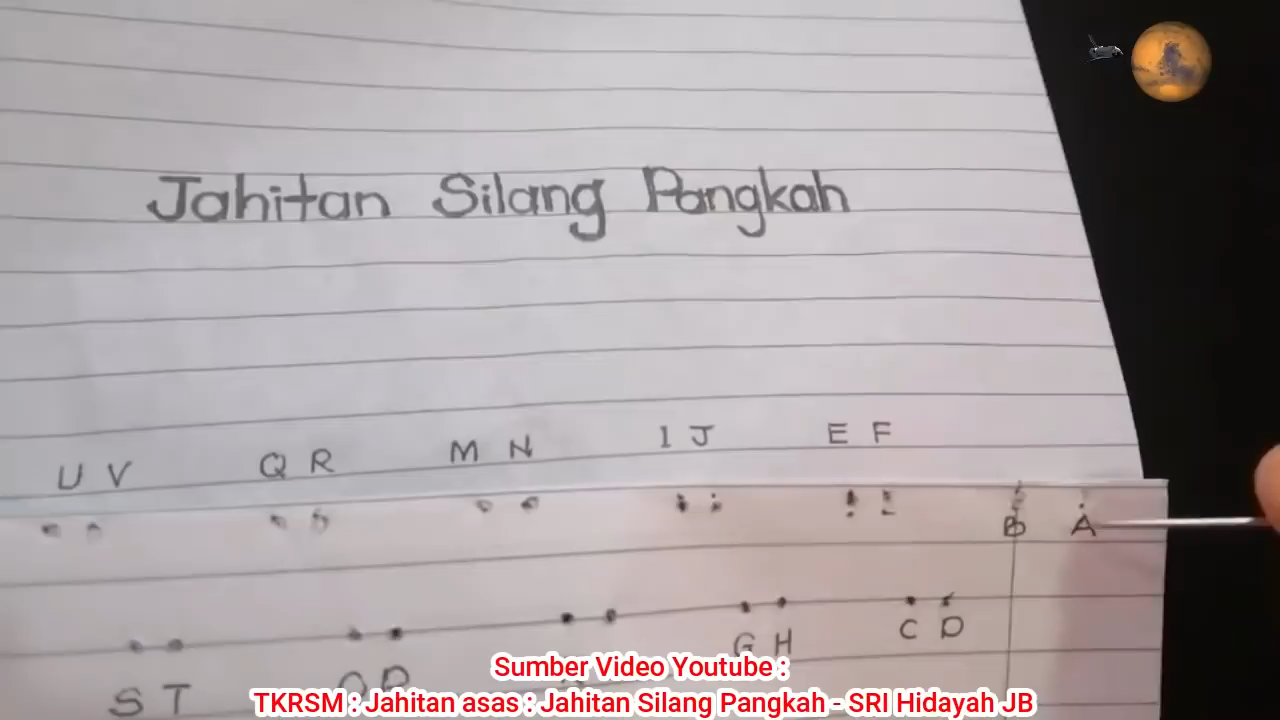 Jahitan Silang Pangkah
U V Q R M N I J E F
B A
G H C D
S T
Sumber Video Youtube :
TKRSM : Jahitan asas : Jahitan Silang Pangkah - SRI Hidayah JB